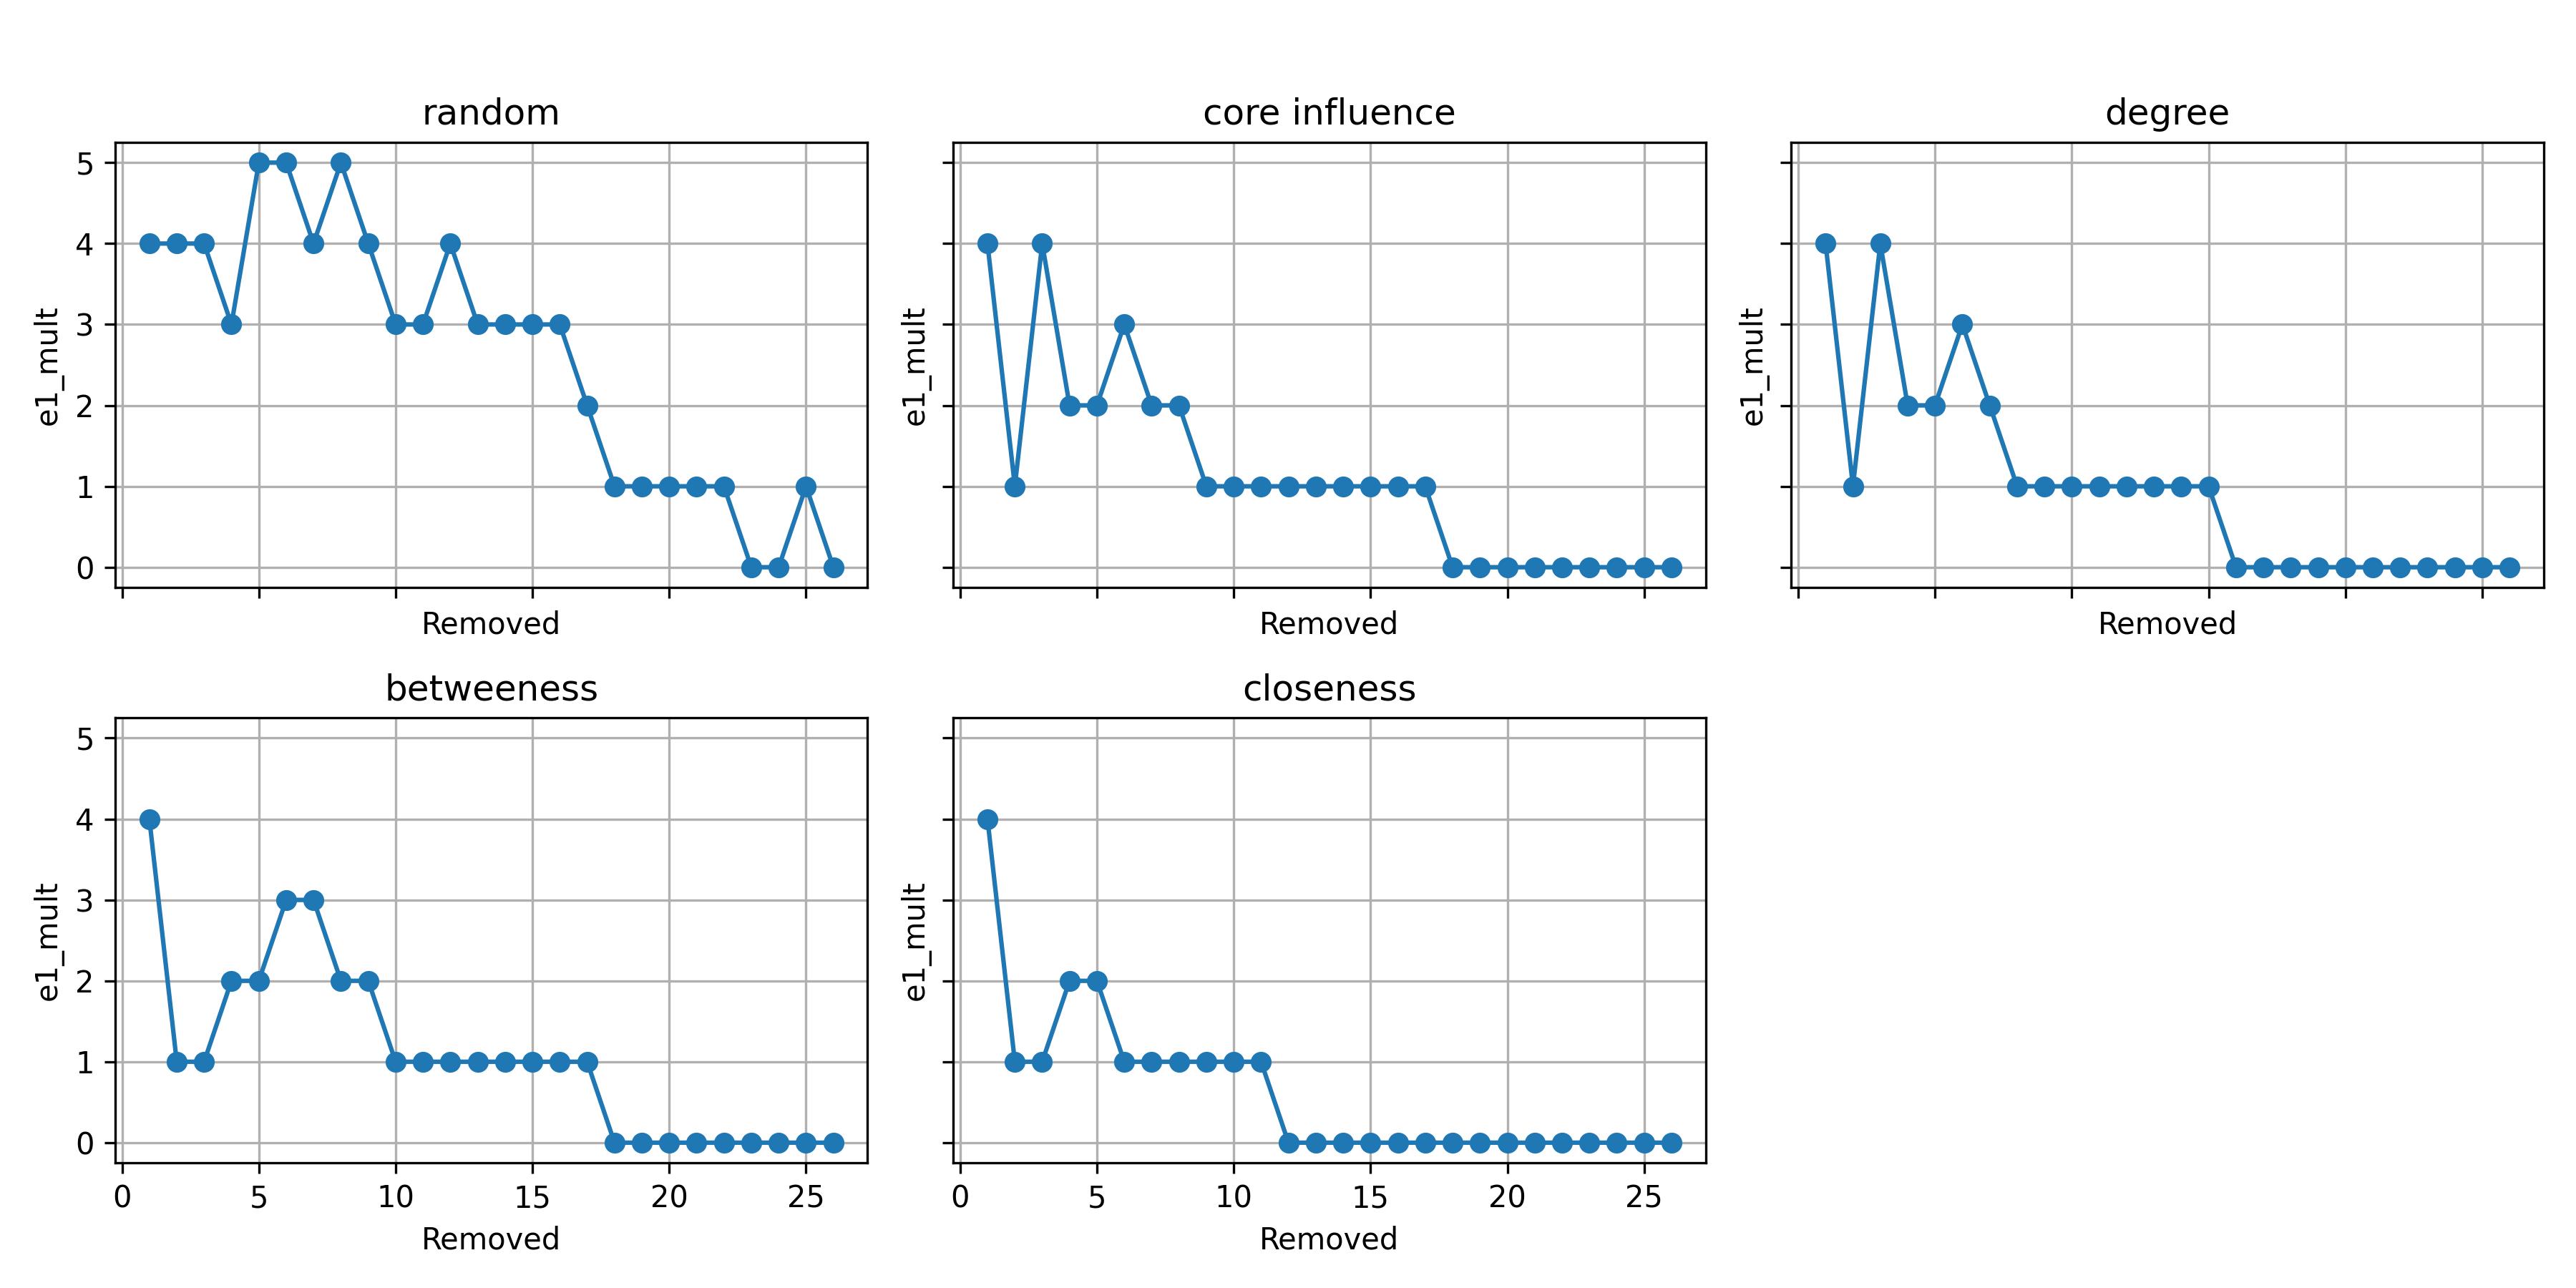 random
core influence
degree
5
4
3
2
1
0
e1_mult
e1_mult
e1_mult
Removed
Removed
Removed
betweeness
closeness
5
4
3
2
1
0
e1_mult
e1_mult
0 5 10 15 20 25
0 5 10 15 20 25
Removed
Removed